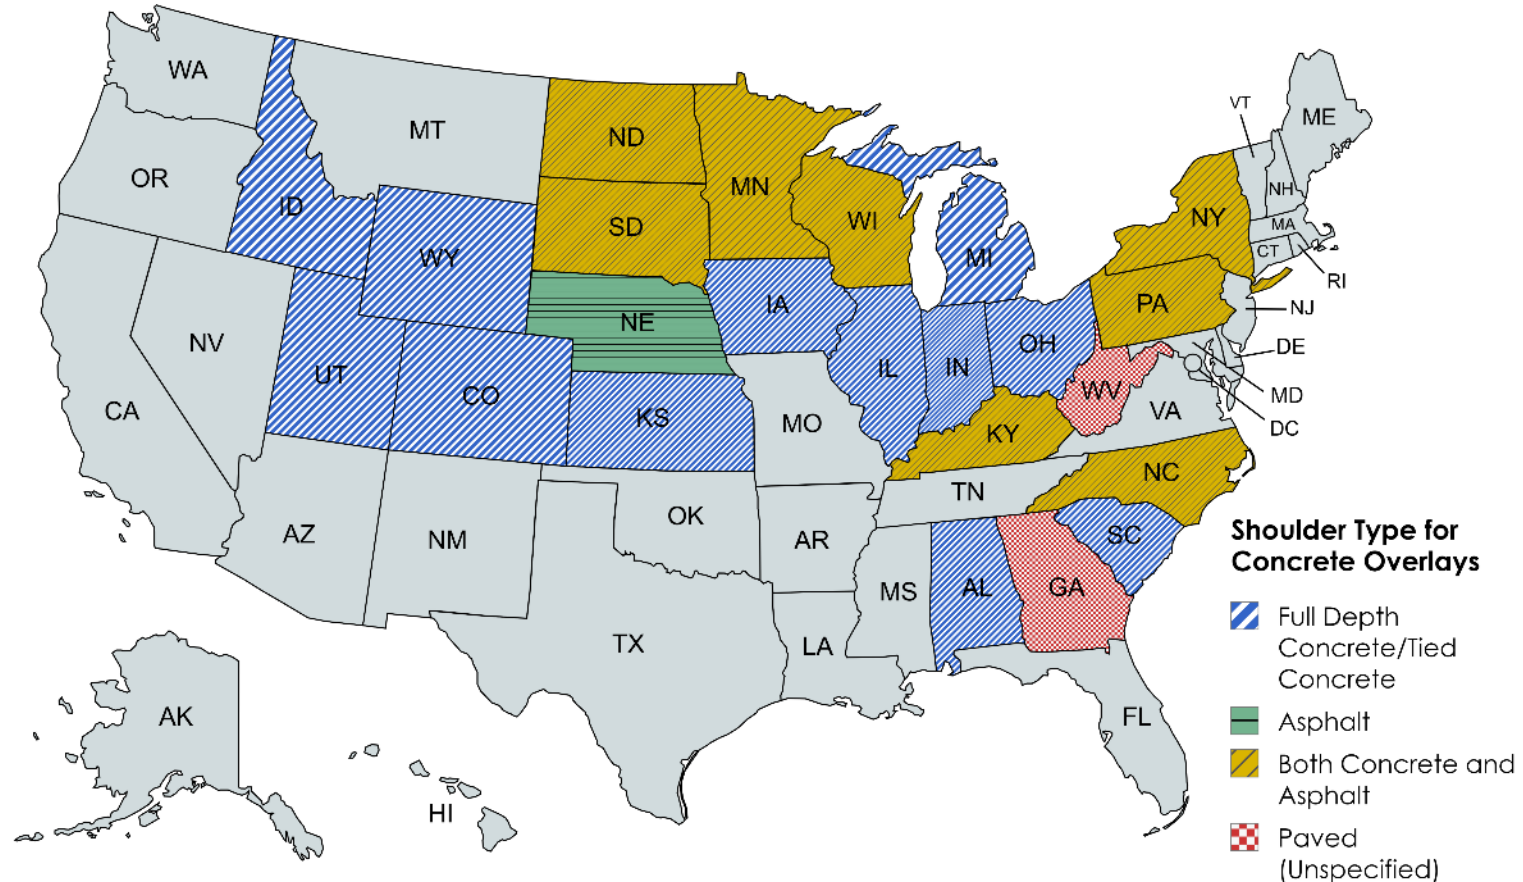 WA
MT
ND
MN
OR
ID
SD
WI
WY
MI
VT
ME
NH
NY
MA
CT
RI
IA
NE
PA
NJ
NV
UT
CO
IL
IN
OH
DE
MD
DC
CA
KS
MO
WV
VA
KY
NC
TN
AZ
NM
OK
AR
SC
MS
AL
GA
TX
LA
FL
AK
HI
Shoulder Type for
Concrete Overlays
Full Depth
Concrete/Tied
Concrete
Asphalt
Both Concrete and
Asphalt
Paved
(Unspecified)